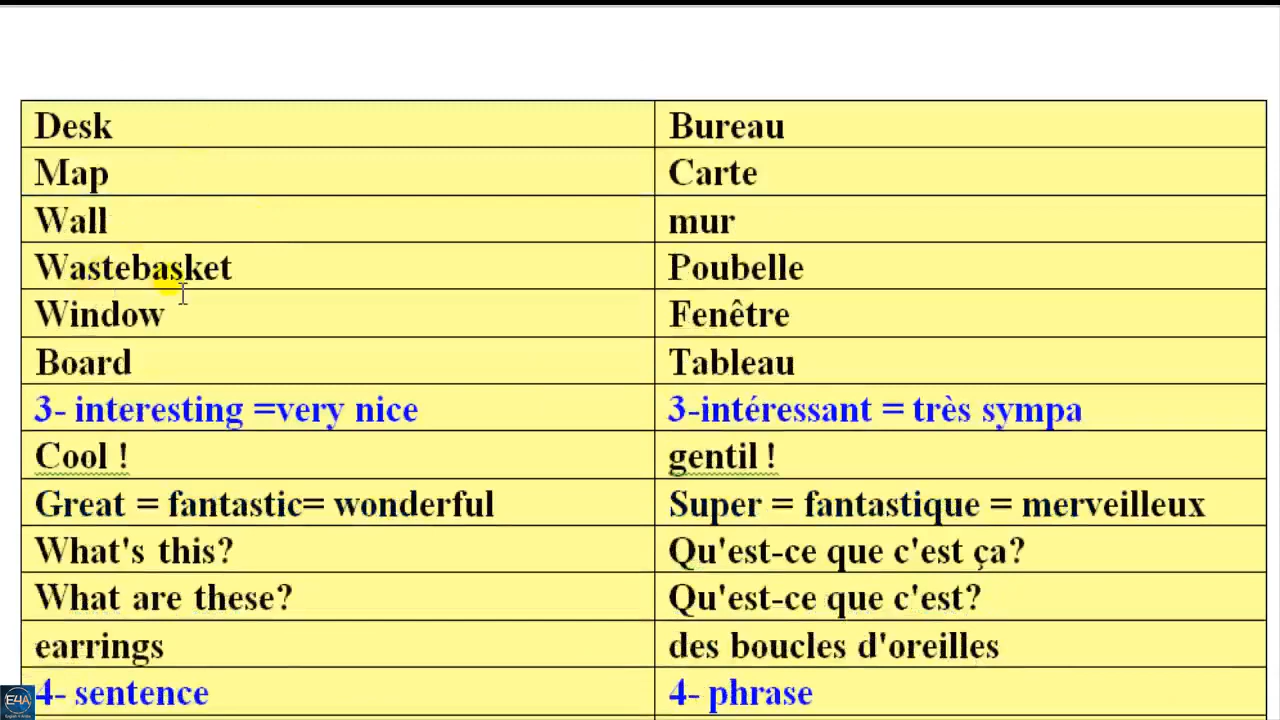 Desk Bureau
Map Carte
Wall mur
Wastebasket Poubelle
Window Fenêtre
Board Tableau
3- interesting =very nice 3-intéressant = très sympa
Cool ! gentil !
Great = fantastic= wonderful Super = fantastique = merveilleux
What's this? Qu'est-ce que c'est ça?
What are these? Qu'est-ce que c'est?
earrings des boucles d'oreilles
4- sentence 4- phrase
E4A